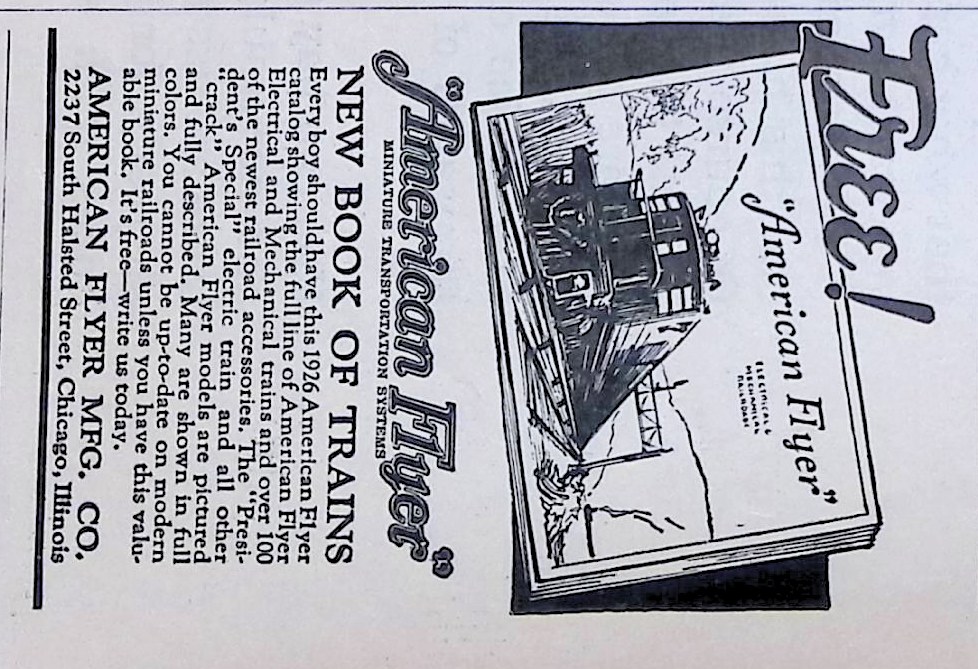 FREE!
"American Flyer"
ELECTRICAL &
MECHANICAL
RAILROADS
"American Flyer"
MINIATURE TRANSPORTATION SYSTEMS
NEW BOOK OF TRAINS
Every boy should have this 1926 American Flyer
catalog showing the full line of American Flyer
Electrical and Mechanical trains and over 100
of the newest railroad accessories. The "Presi-
dent's Special" electric train and all other
"crack" American Flyer models are pictured
and fully described. Many are shown in full
colors. You cannot be up-to-date on modern
mininture railroads unless you have this valu-
able book. It's free—write us today.
AMERICAN FLYER MFG. CO.
2237 South Halsted Street, Chicago, Illinois